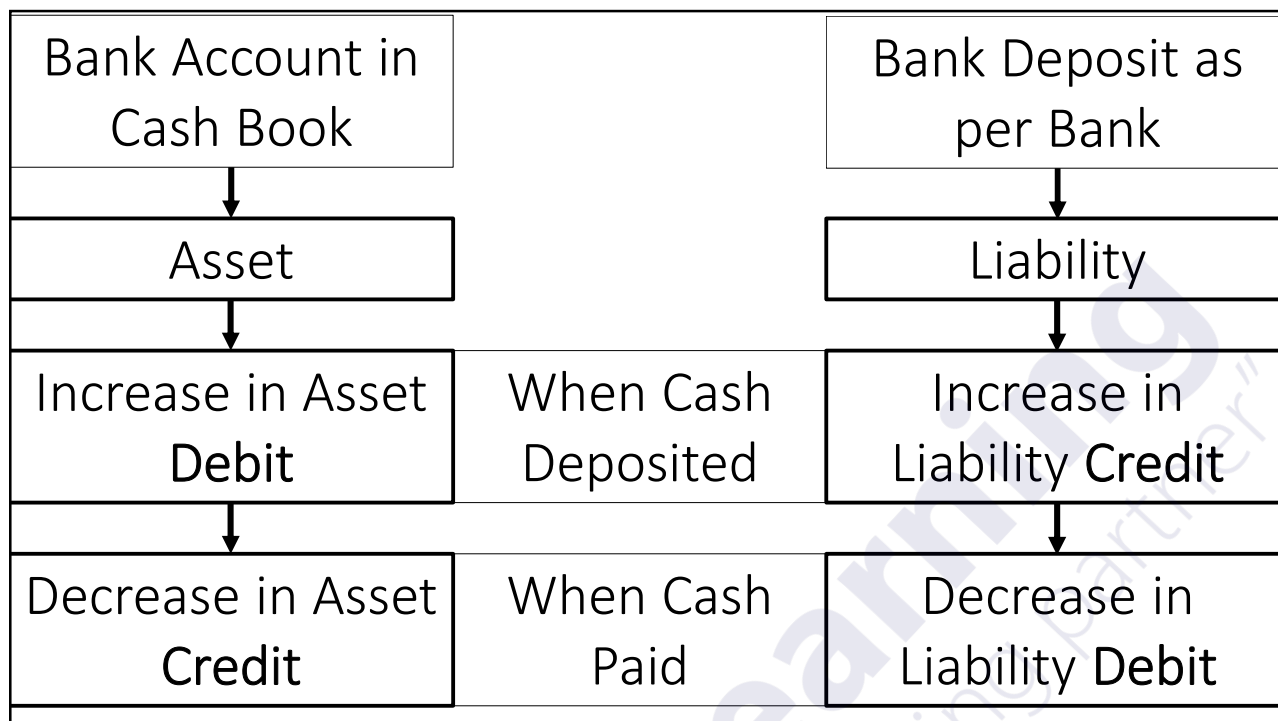 Bank Account in
Cash Book
Bank Deposit as
per Bank
Asset
Liability
Increase in Asset
Debit
When Cash
Deposited
Increase in
Liability Credit
Decrease in Asset
Credit
When Cash
Paid
Decrease in
Liability Debit